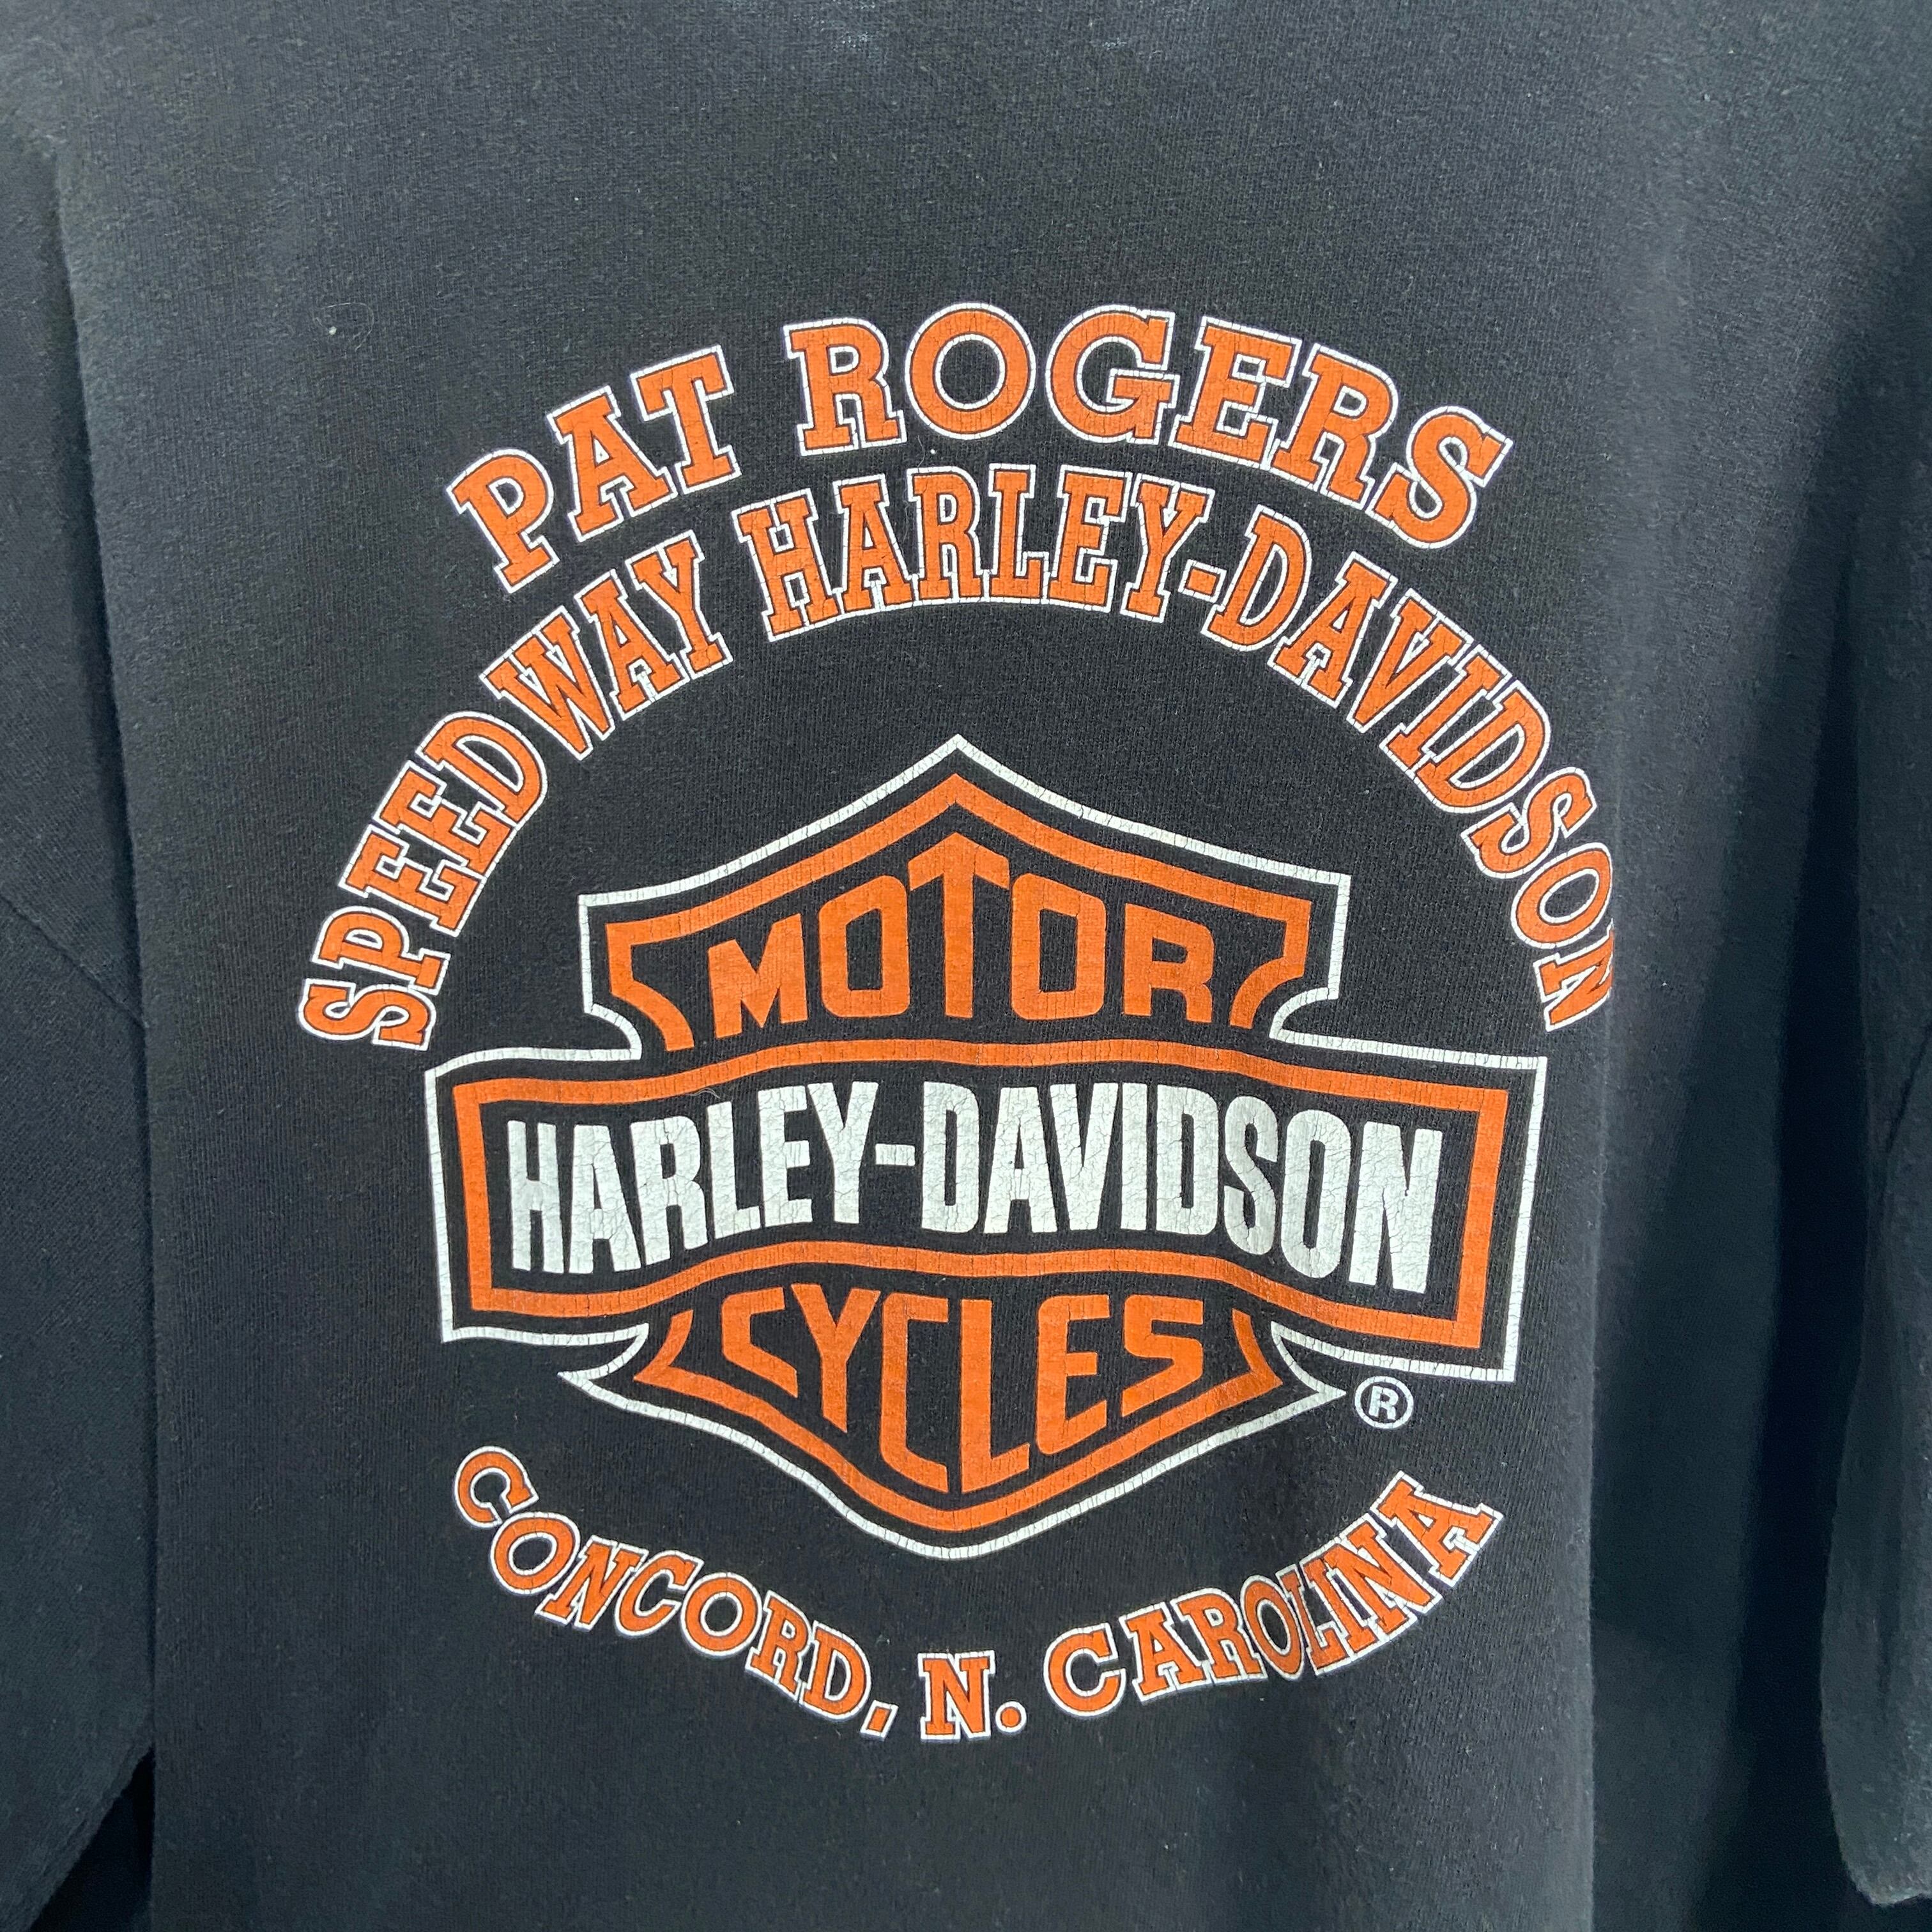 PAT ROGERS
SPEEDWAY HARLEY-DAVIDSON
MOTOR
HARLEY-DAVIDSON
CYCLES
®
CONCORD, N. CAROLINA